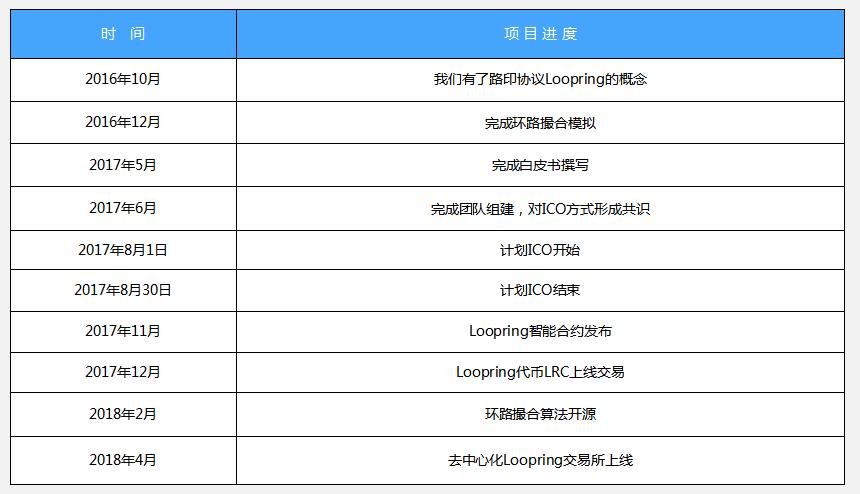 时 间 项 目 进 度
2016年10月 我们有了路印协议Loopring的概念
2016年12月 完成环路撮合模拟
2017年5月 完成白皮书撰写
2017年6月 完成团队组建，对ICO方式形成共识
2017年8月1日 计划ICO开始
2017年8月30日 计划ICO结束
2017年11月 Loopring智能合约发布
2017年12月 Loopring代币LRC上线交易
2018年2月 环路撮合算法开源
2018年4月 去中心化Loopring交易所上线